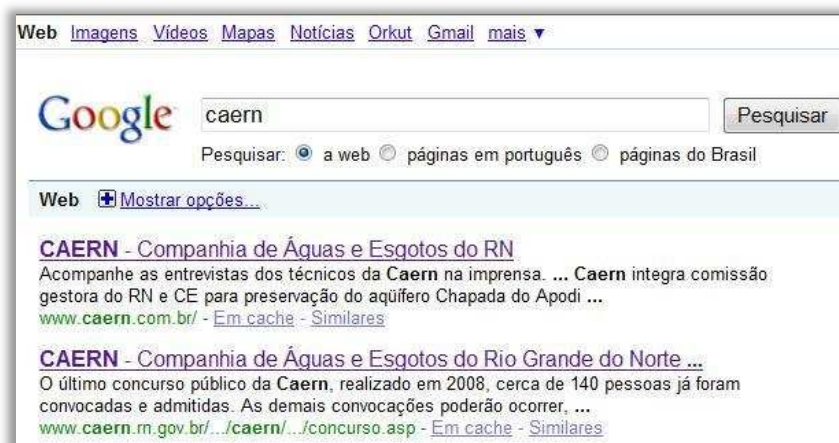 Web Imagens Vídeos Mapas Notícias Orkut Gmail mais ▼
Google caern Pesquisar
Pesquisar: a web páginas em português páginas do Brasil
Web Mostrar opções...
CAERN - Companhia de Águas e Esgotos do RN
Acompanhe as entrevistas dos técnicos da Caern na imprensa. ... Caern integra comissão
gestora do RN e CE para preservação do aqüífero Chapada do Apodi ...
www.caern.com.br/ - Em cache - Similares
CAERN - Companhia de Águas e Esgotos do Rio Grande do Norte ...
O último concurso público da Caern, realizado em 2008, cerca de 140 pessoas já foram
convocadas e admitidas. As demais convocações poderão ocorrer, ...
www.caern.rn.gov.br/.../caern/.../concurso.asp - Em cache - Similares